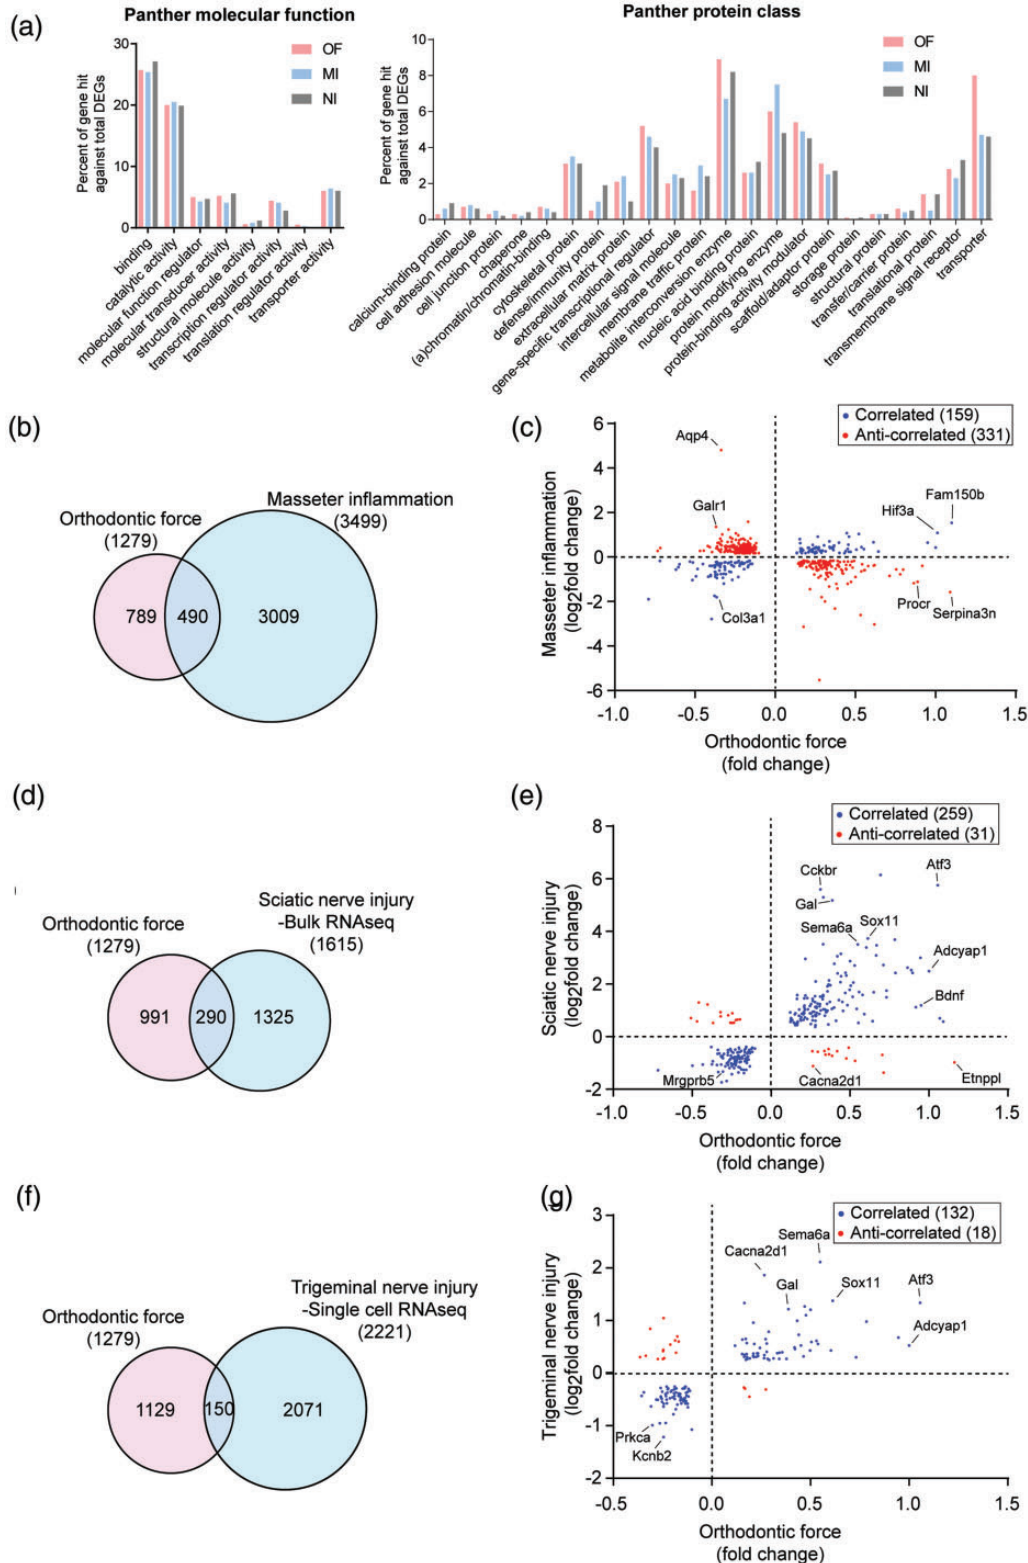 (a)
Panther molecular function
Percent of gene hit
against total DEGs
30
20
10
0
OF
MI
NI
binding
catalytic activity
molecular function regulator
molecular transducer activity
structural molecule activity
transcription regulator activity
translation regulator activity
transporter activity
Panther protein class
Percent of gene hit
against total DEGs
10
8
6
4
2
0
OF
MI
NI
calcium-binding protein
cell adhesion molecule
cell junction protein
chaperone
(a)chromatin/chromatin-binding
cytoskeletal protein
defense/immunity protein
extracellular matrix protein
gene-specific transcriptional regulator
intercellular signal molecule
membrane traffic protein
metabolite interconversion enzyme
nucleic acid binding protein
protein modifying enzyme
protein-binding activity modulator
scaffold/adaptor protein
storage protein
structural protein
transfer/carrier protein
translational protein
transmembrane signal receptor
transporter
(b)
Orthodontic force
(1279)
Masseter inflammation
(3499)
789
490
3009
(c)
Correlated (159)
Anti-correlated (331)
Masseter inflammation
(log2fold change)
6
4
2
0
-2
-4
-6
Aqp4
Galr1
Fam150b
Hif3a
Col3a1
Procr
Serpina3n
-1.0
-0.5
0.0
0.5
1.0
1.5
Orthodontic force
(fold change)
(d)
Orthodontic force
(1279)
Sciatic nerve injury
-Bulk RNAseq
(1615)
991
290
1325
(e)
Correlated (259)
Anti-correlated (31)
Sciatic nerve injury
(log2fold change)
8
6
4
2
0
-2
Cckbr
Gal
Atf3
Sema6a
Sox11
Adcyap1
Bdnf
Mrgprb5
Cacna2d1
Etnppl
-1.0
-0.5
0.0
0.5
1.0
1.5
Orthodontic force
(fold change)
(f)
Orthodontic force
(1279)
Trigeminal nerve injury
-Single cell RNAseq
(2221)
1129
150
2071
(g)
Correlated (132)
Anti-correlated (18)
Trigeminal nerve injury
(log2fold change)
3
2
1
0
-1
-2
Sema6a
Cacna2d1
Gal
Sox11
Atf3
Adcyap1
Prkca
Kcnb2
-0.5
0.0
0.5
1.0
1.5
Orthodontic force
(fold change)